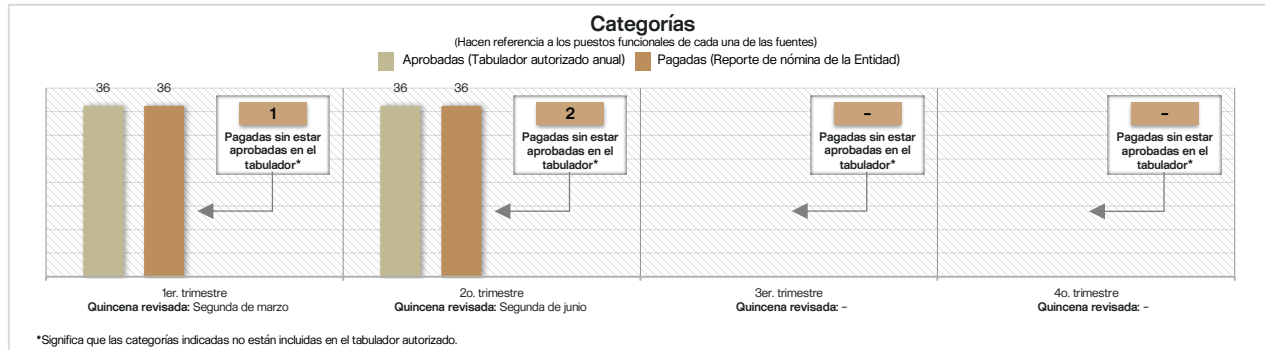 Categorías
(Hacen referencia a los puestos funcionales de cada una de las fuentes)
Aprobadas (Tabulador autorizado anual) Pagadas (Reporte de nómina de la Entidad)
36 36
1
Pagadas sin estar
aprobadas en el
tabulador*
36 36
2
Pagadas sin estar
aprobadas en el
tabulador*
-
Pagadas sin estar
aprobadas en el
tabulador*
-
Pagadas sin estar
aprobadas en el
tabulador*
1er. trimestre
Quincena revisada: Segunda de marzo
2o. trimestre
Quincena revisada: Segunda de junio
3er. trimestre
Quincena revisada: -
4o. trimestre
Quincena revisada: -
*Significa que las categorías indicadas no están incluidas en el tabulador autorizado.